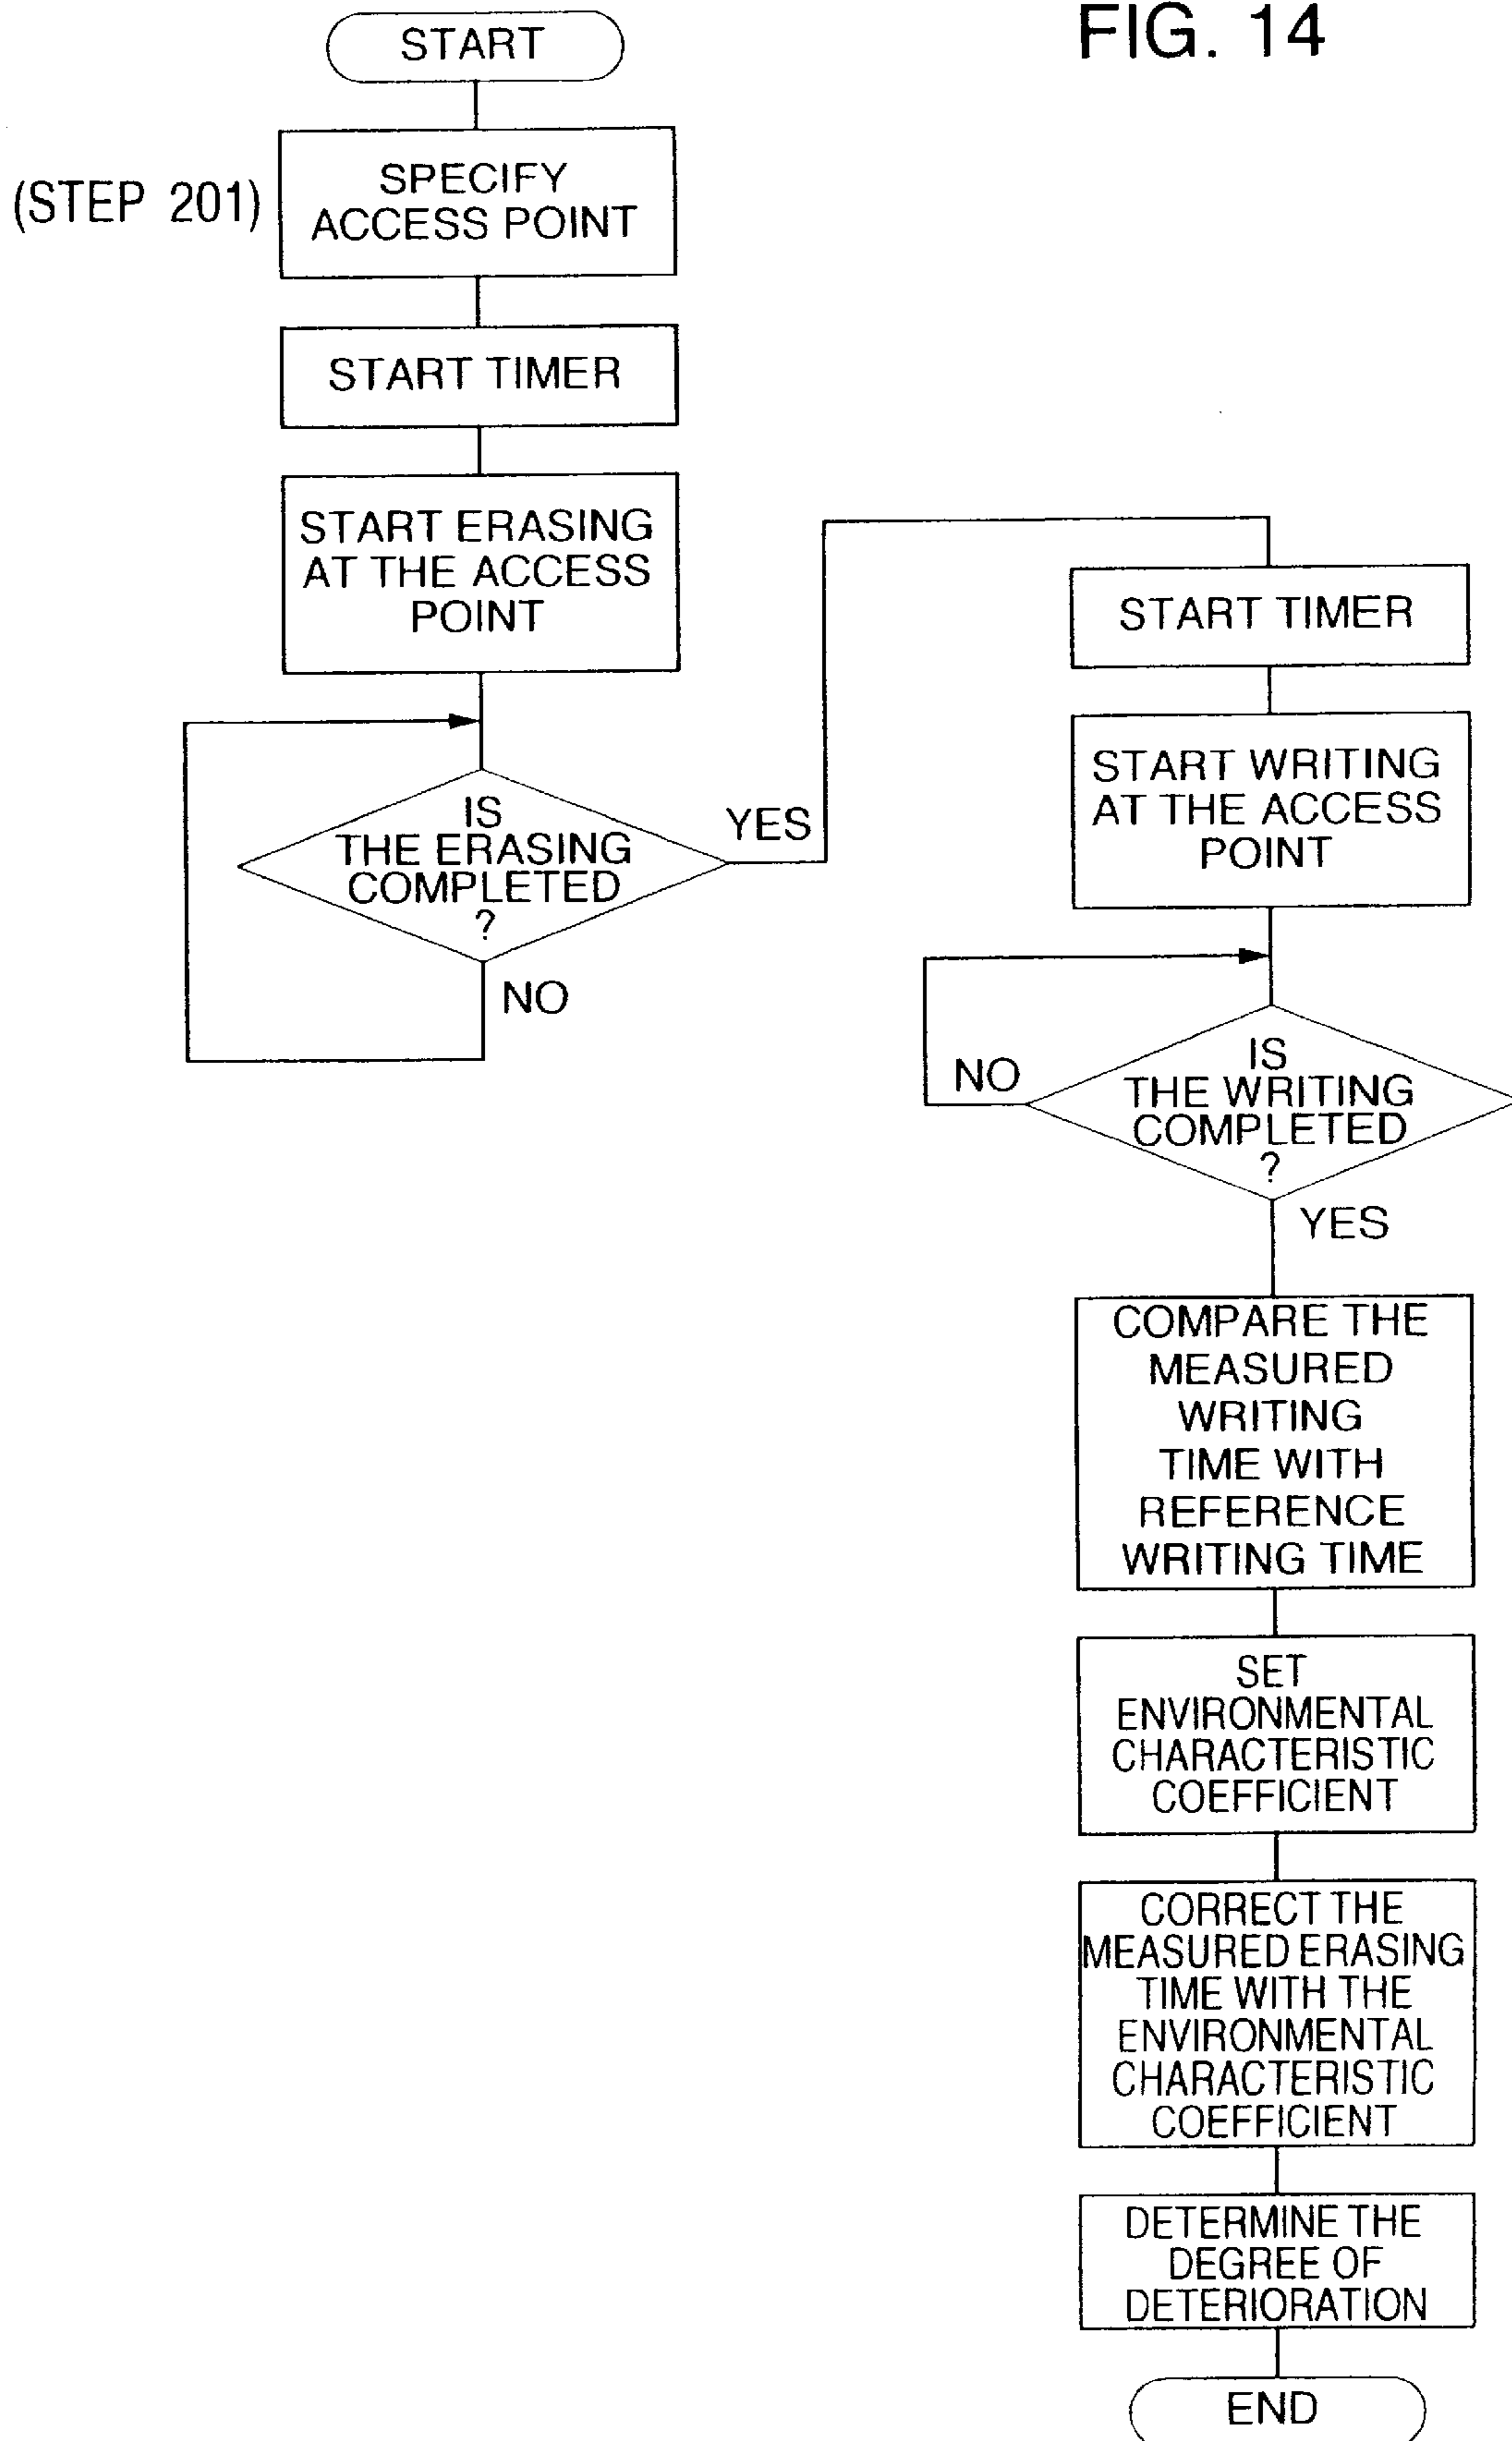 FIG. 14
START
(STEP 201)
SPECIFY
ACCESS POINT
START TIMER
START ERASING
AT THE ACCESS
POINT
IS
THE ERASING
COMPLETED
?
YES
NO
START TIMER
START WRITING
AT THE ACCESS
POINT
IS
THE WRITING
COMPLETED
?
NO
YES
COMPARE THE
MEASURED
WRITING
TIME WITH
REFERENCE
WRITING TIME
SET
ENVIRONMENTAL
CHARACTERISTIC
COEFFICIENT
CORRECT THE
MEASURED ERASING
TIME WITH THE
ENVIRONMENTAL
CHARACTERISTIC
COEFFICIENT
DETERMINE THE
DEGREE OF
DETERIORATION
END